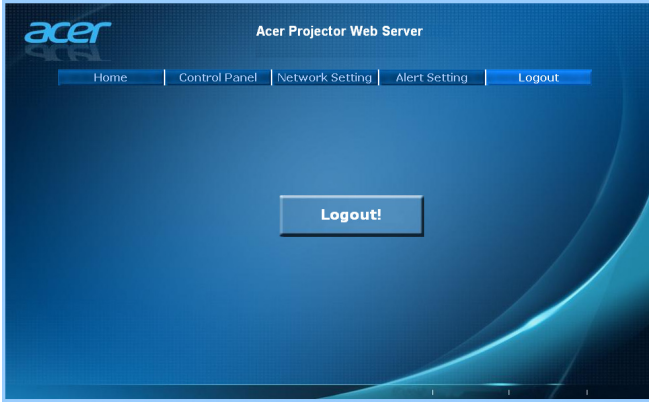 acer
Acer Projector Web Server
Home Control Panel Network Setting Alert Setting Logout
Logout!